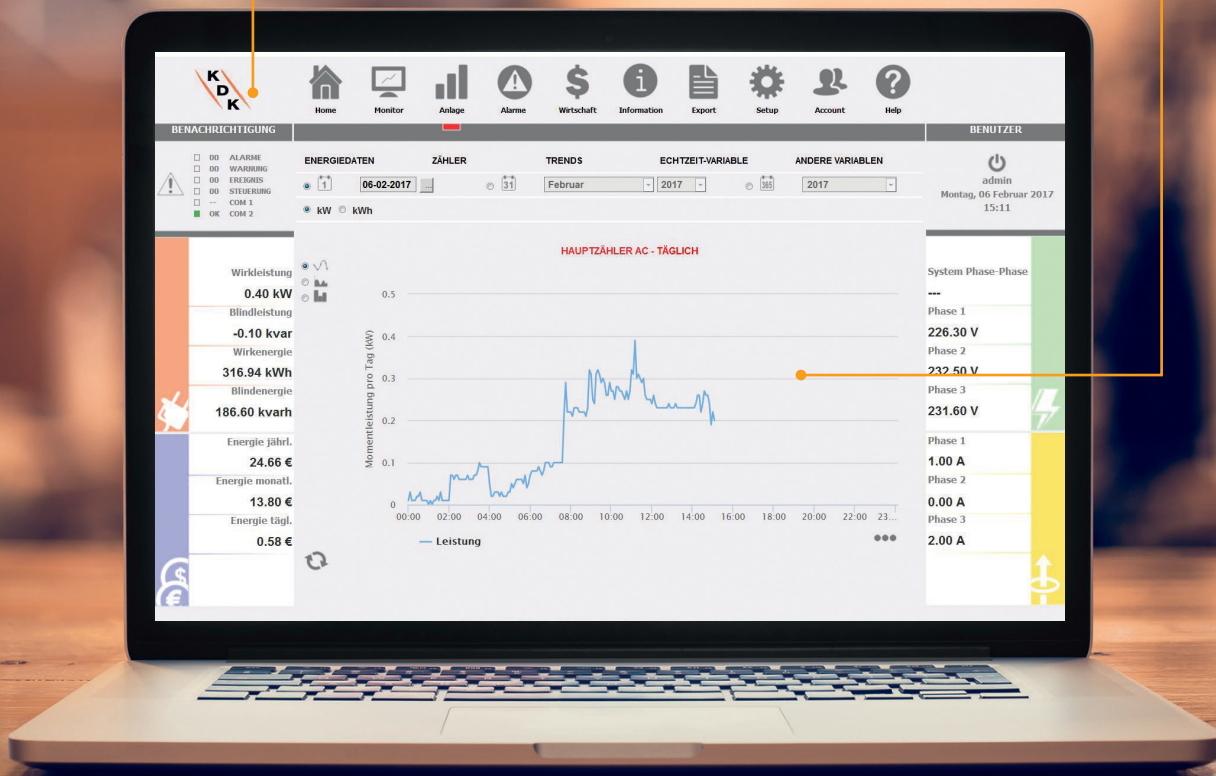 K
D
K
Home Monitor Anlage Alarme Wirtschaft Information Export Setup Account Help
BENACHRICHTIGUNG
BENUTZER
00 ALARME
00 WARNUNG
00 EREIGNIS
00 STEUERUNG
-- COM 1
OK COM 2
ENERGIEDATEN ZÄHLER TRENDS ECHTZEIT-VARIABLE ANDERE VARIABLEN
1 06-02-2017 ... 31 Februar 2017 365 2017
kW kWh
admin
Montag, 06 Februar 2017
15:11
Wirkleistung
0.40 kW
Blindleistung
-0.10 kvar
Wirkenergie
316.94 kWh
Blindenergie
186.60 kvarh
Energie jährl.
24.66 €
Energie monatl.
13.80 €
Energie tägl.
0.58 €
$
€
HAUPTZÄHLER AC - TÄGLICH
Momentleistung pro Tag (kW)
0.5
0.4
0.3
0.2
0.1
0
00:00 02:00 04:00 06:00 08:00 10:00 12:00 14:00 16:00 18:00 20:00 22:00 23...
Leistung
System Phase-Phase
---
Phase 1
226.30 V
Phase 2
232.50 V
Phase 3
231.60 V
Phase 1
1.00 A
Phase 2
0.00 A
Phase 3
2.00 A